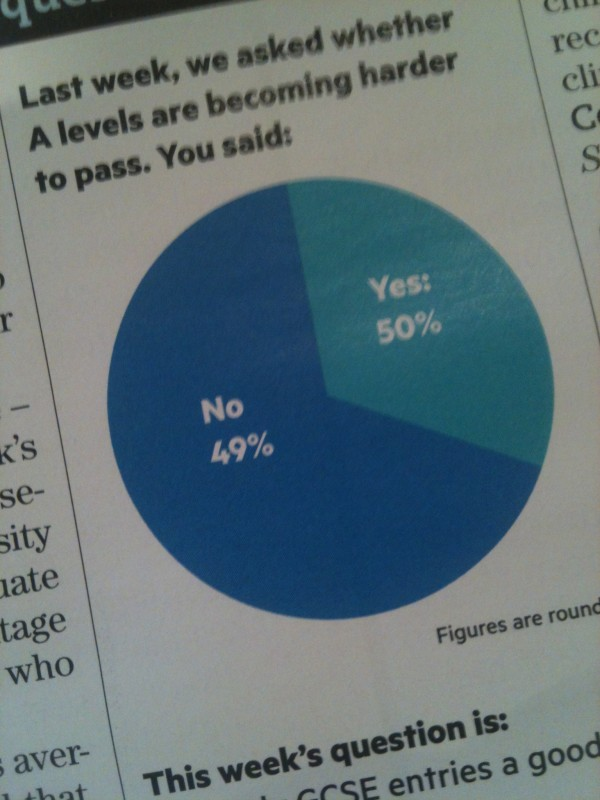 Last week, we asked whether
A levels are becoming harder
to pass. You said:
Yes:
50%
No
49%
Figures are round
This week's question is:
GCSE entries a good
r
–
k's
se-
sity
uate
tage
who
aver-
that
rec
cli
C
S